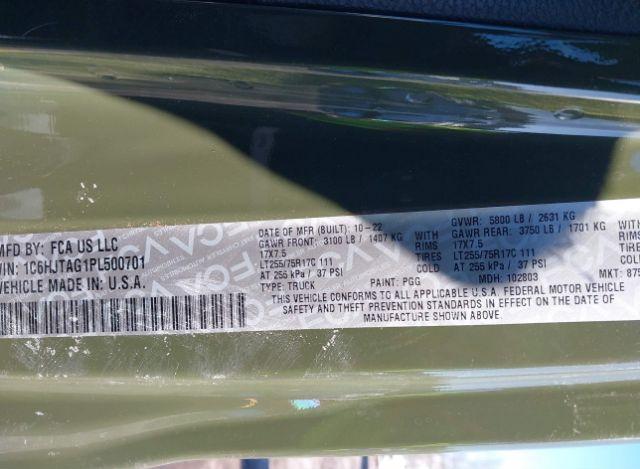 MFD BY: FCA US LLC
VIN: 1C6HJTAG1PL500701
VEHICLE MADE IN U.S.A.
DATE OF MFR (BUILT): 10-22
GAWR FRONT: 3100 LB / 1407 KG WITH
17X7.5 RIMS
LT255/75R17C 111 TIRES
AT 255 kPa / 37 PSI COLD
TYPE: TRUCK PAINT: PGG
GVWR: 5800 LB / 2631 KG
GAWR REAR: 3750 LB / 1701 KG WITH
17X7.5 RIMS
LT255/75R17C 111
AT 255 kPa / 37 PSI
MDH: 102803 MKT:
THIS VEHICLE CONFORMS TO ALL APPLICABLE U.S.A. FEDERAL MOTOR VEHICLE
SAFETY AND THEFT PREVENTION STANDARDS IN EFFECT ON THE DATE OF
MANUFACTURE SHOWN ABOVE.